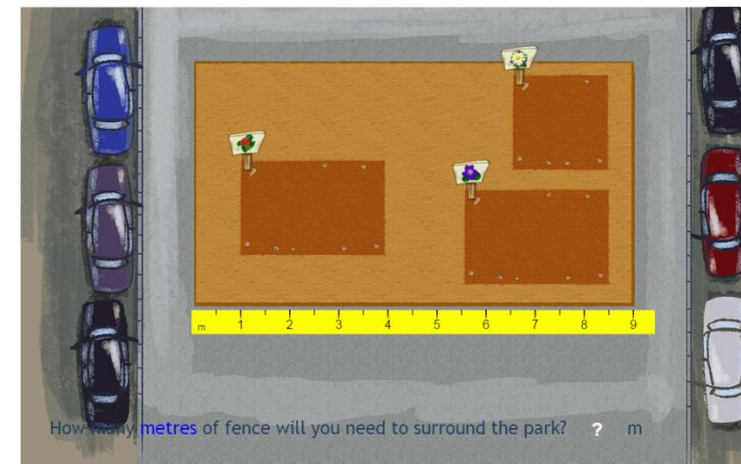 m 1 2 3 4 5 6 7 8 9
How many metres of fence will you need to surround the park? ? m